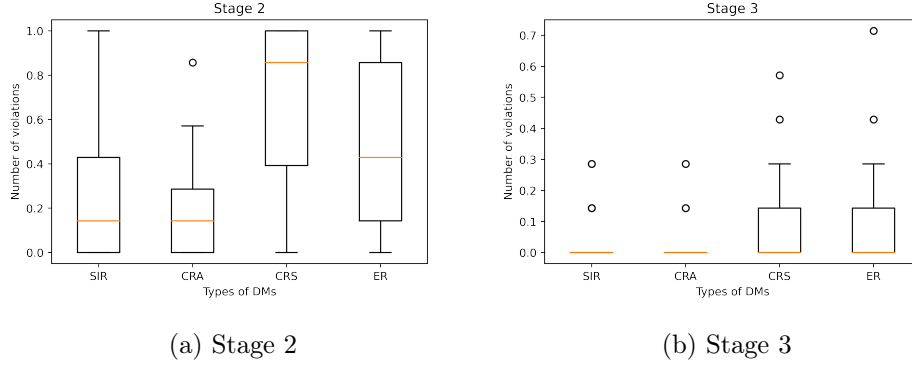 Stage 2
Number of violations
1.0
0.8
0.6
0.4
0.2
0.0
SIR CRA CRS ER
Types of DMs
(a) Stage 2
Stage 3
Number of violations
0.7
0.6
0.5
0.4
0.3
0.2
0.1
0.0
SIR CRA CRS ER
Types of DMs
(b) Stage 3